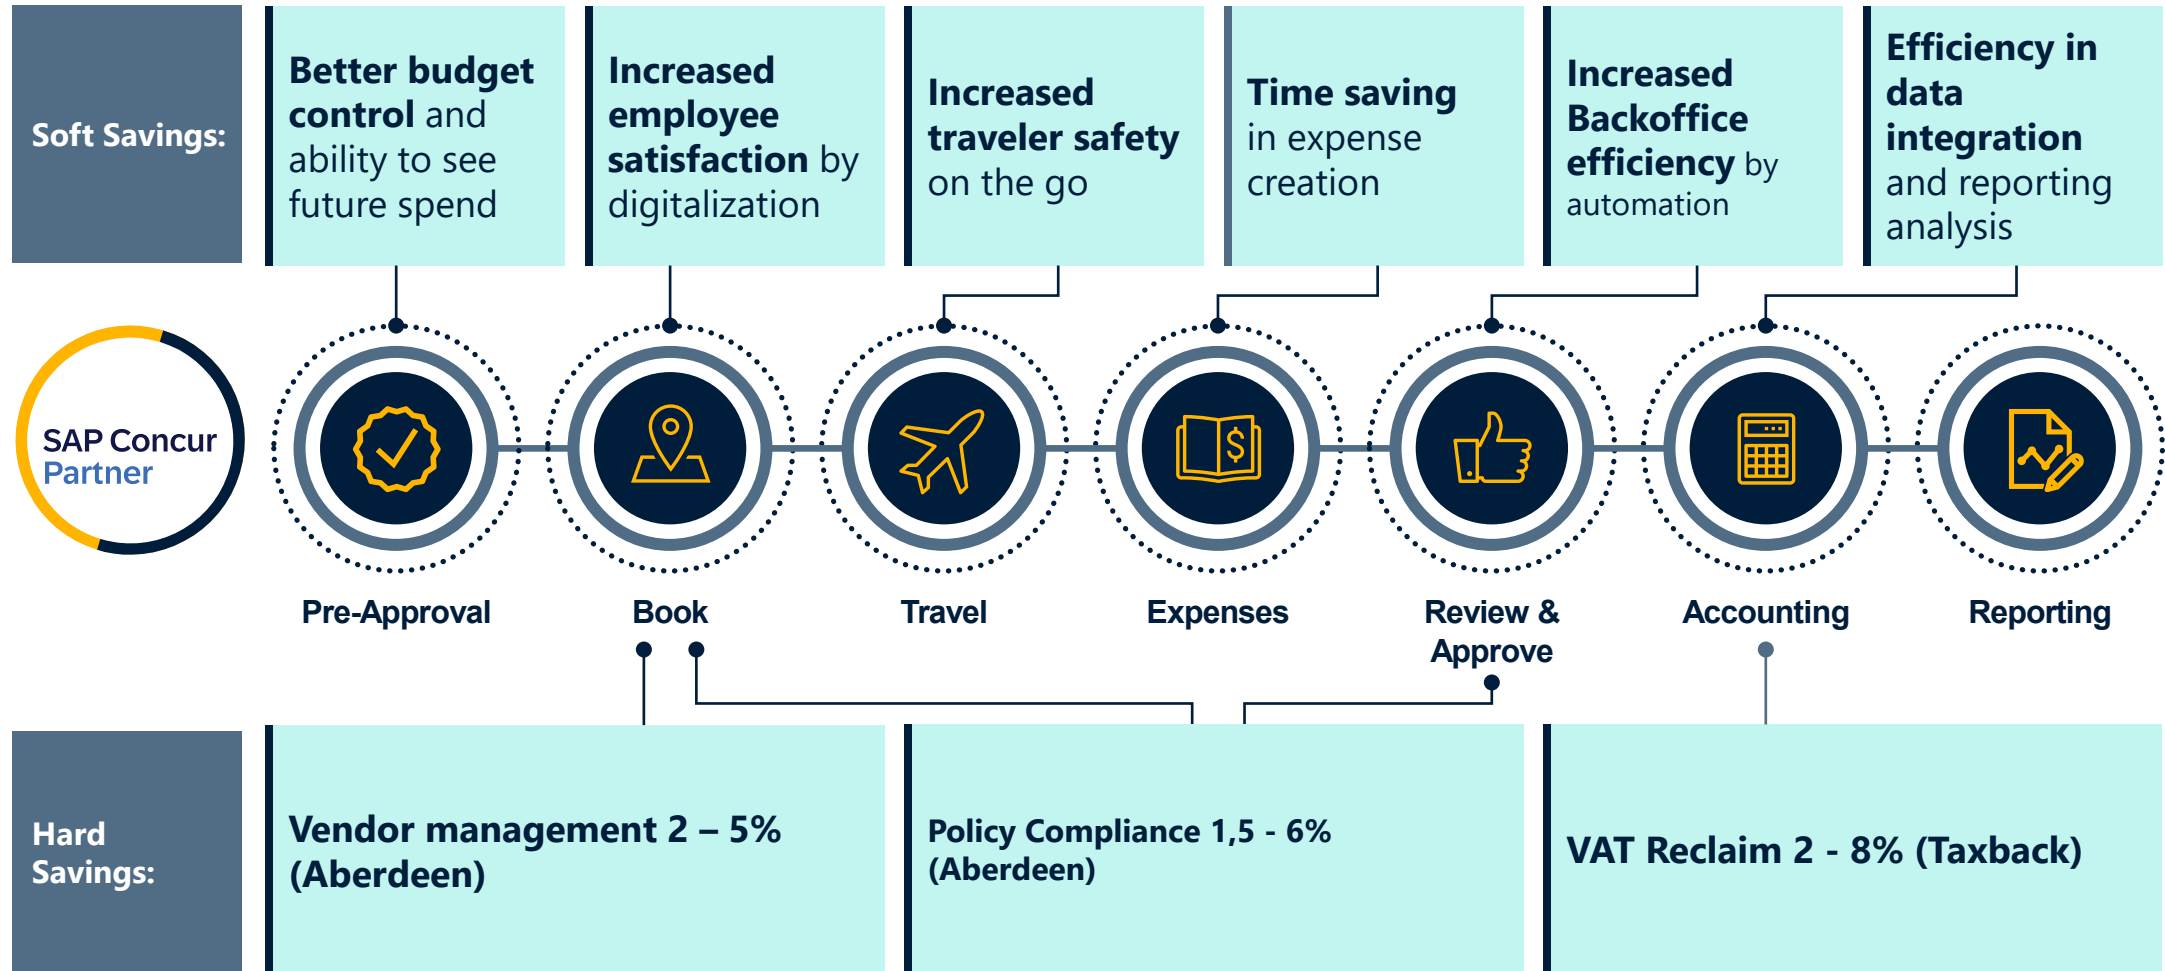 Soft Savings:
Better budget
control and
ability to see
future spend
Increased
employee
satisfaction by
digitalization
Increased
traveler safety
on the go
Time saving
in expense
creation
Increased
Backoffice
efficiency by
automation
Efficiency in
data
integration
and reporting
analysis
SAP Concur
Partner
$
Pre-Approval
Book
Travel
Expenses
Review &
Approve
Accounting
Reporting
Hard
Savings:
Vendor management 2 – 5%
(Aberdeen)
Policy Compliance 1,5 - 6%
(Aberdeen)
VAT Reclaim 2 - 8% (Taxback)